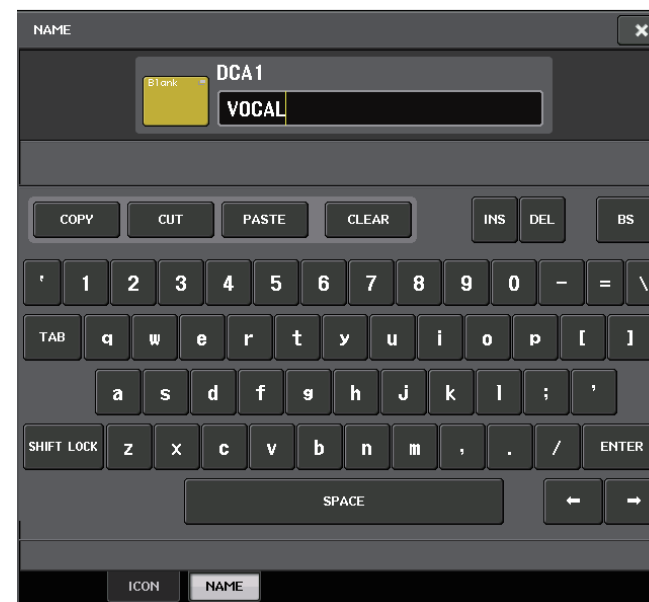 NAME ×
DCA1
Blank
VOCAL
COPY CUT PASTE CLEAR INS DEL BS
' 1 2 3 4 5 6 7 8 9 0 - = \
TAB q w e r t y u i o p [ ]
a s d f g h j k l ; '
SHIFT LOCK z x c v b n m , . / ENTER
SPACE ← →
ICON NAME